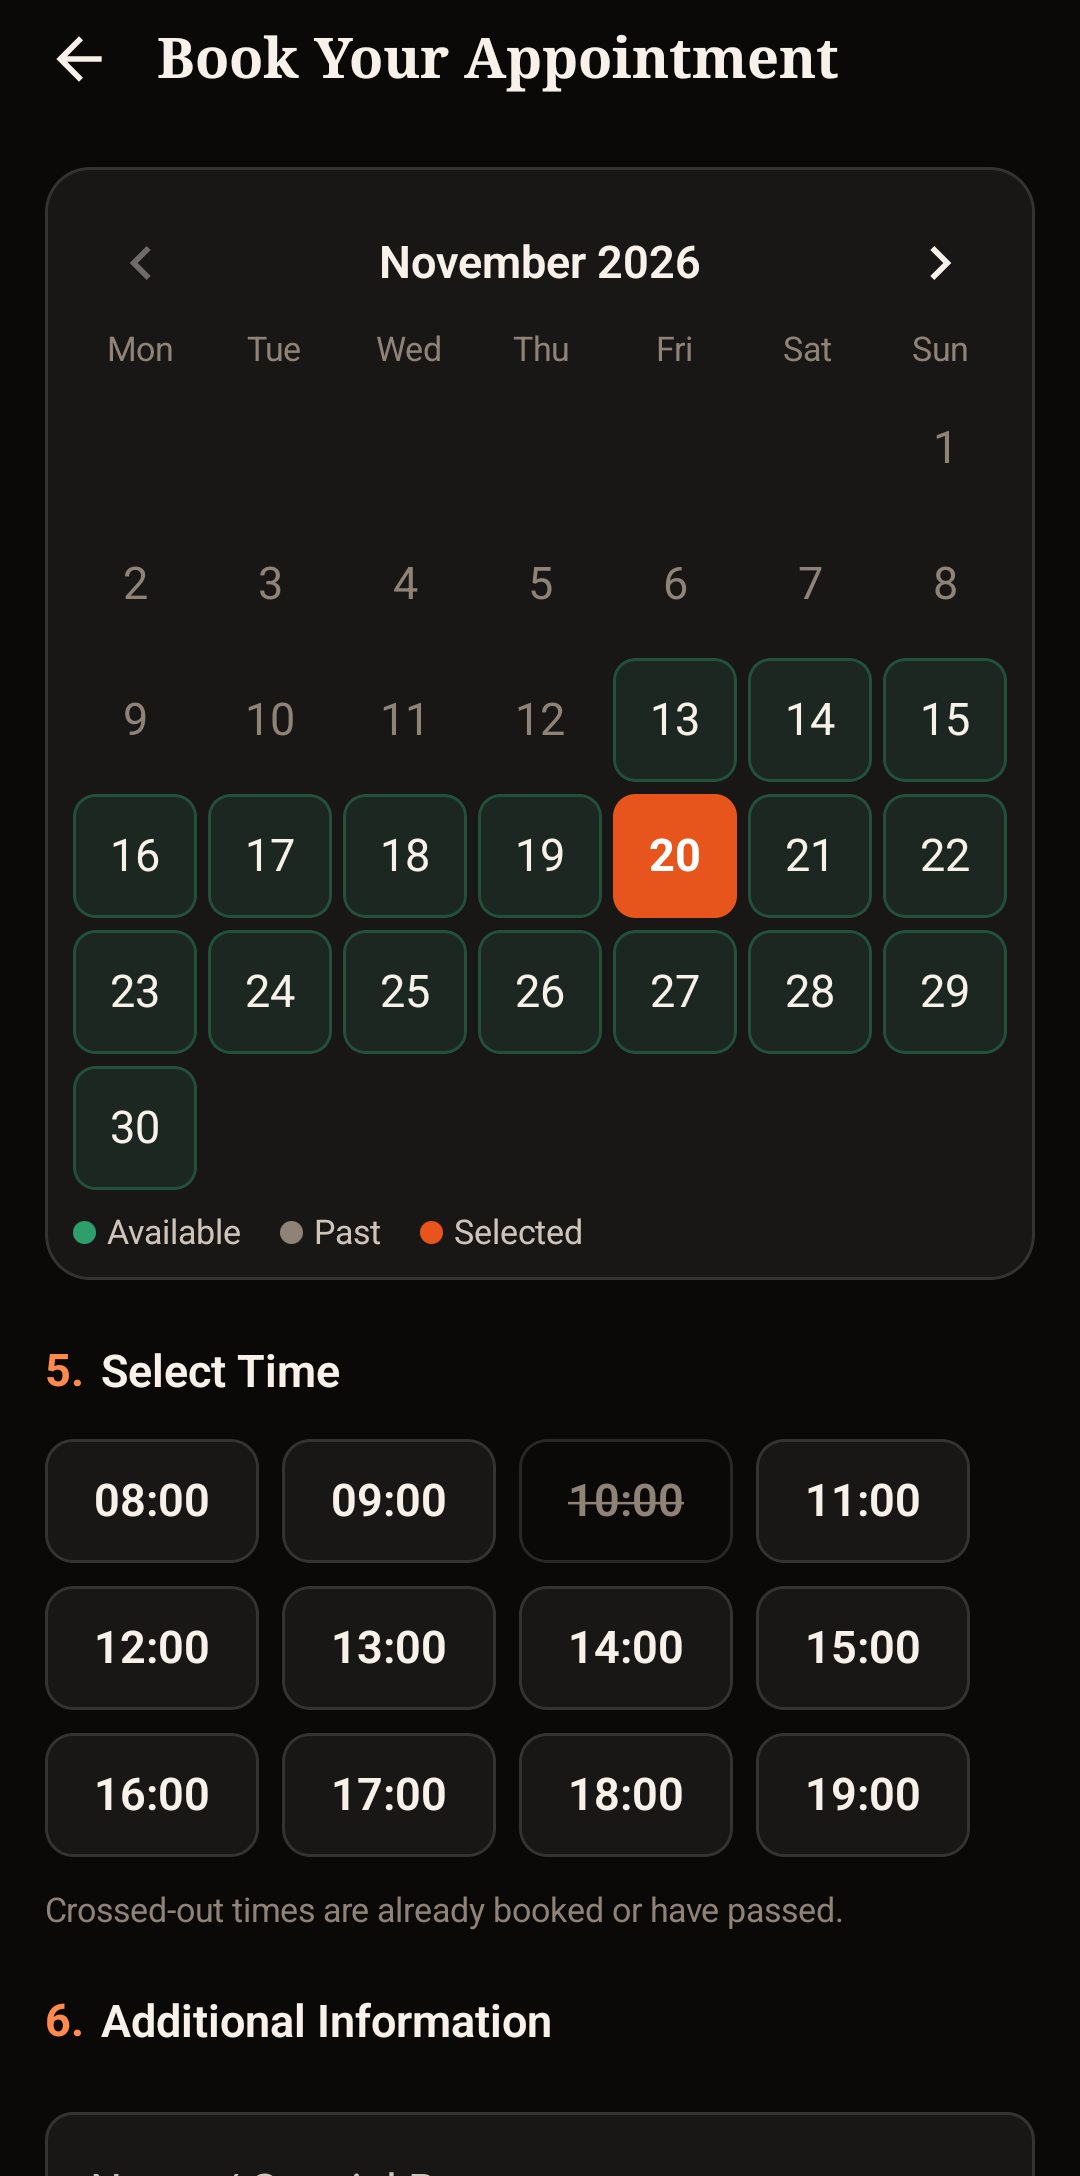 Book Your Appointment
November 2026
Mon Tue Wed Thu Fri Sat Sun
1
2 3 4 5 6 7 8
9 10 11 12 13 14 15
16 17 18 19 20 21 22
23 24 25 26 27 28 29
30
Available Past Selected
5. Select Time
08:00 09:00 10:00 11:00
12:00 13:00 14:00 15:00
16:00 17:00 18:00 19:00
Crossed-out times are already booked or have passed.
6. Additional Information